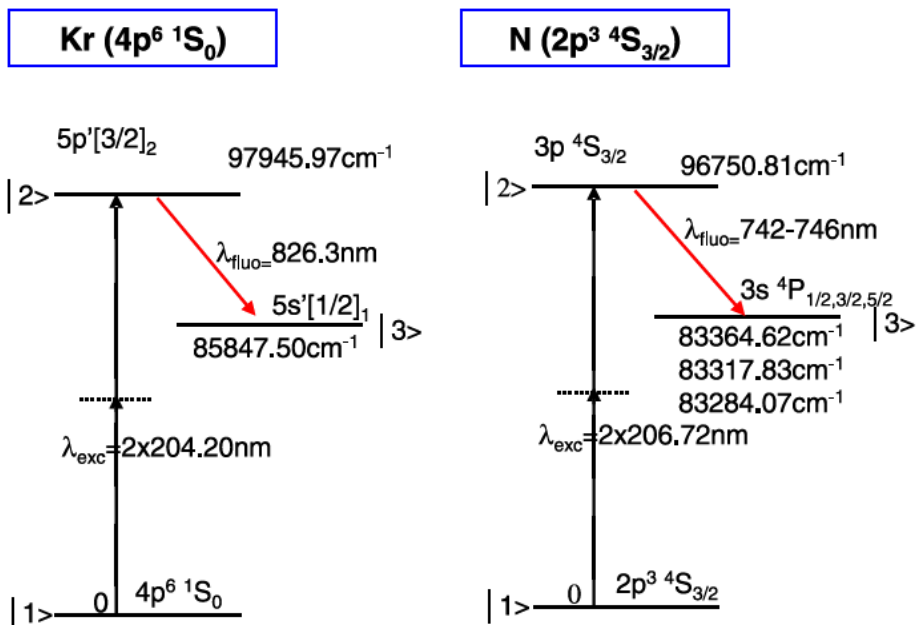 Kr (4p⁶ ¹S₀)
5p'[3/2]₂
97945.97cm⁻¹
|2>
λfluo=826.3nm
5s'[1/2]₁
|3>
85847.50cm⁻¹
λexc=2x204.20nm
4p⁶ ¹S₀
0
|1>
N (2p³ ⁴S₃/₂)
3p ⁴S₃/₂
96750.81cm⁻¹
|2>
λfluo=742-746nm
3s ⁴P₁/₂,₃/₂,₅/₂
|3>
83364.62cm⁻¹
83317.83cm⁻¹
83284.07cm⁻¹
λexc=2x206.72nm
2p³ ⁴S₃/₂
0
|1>